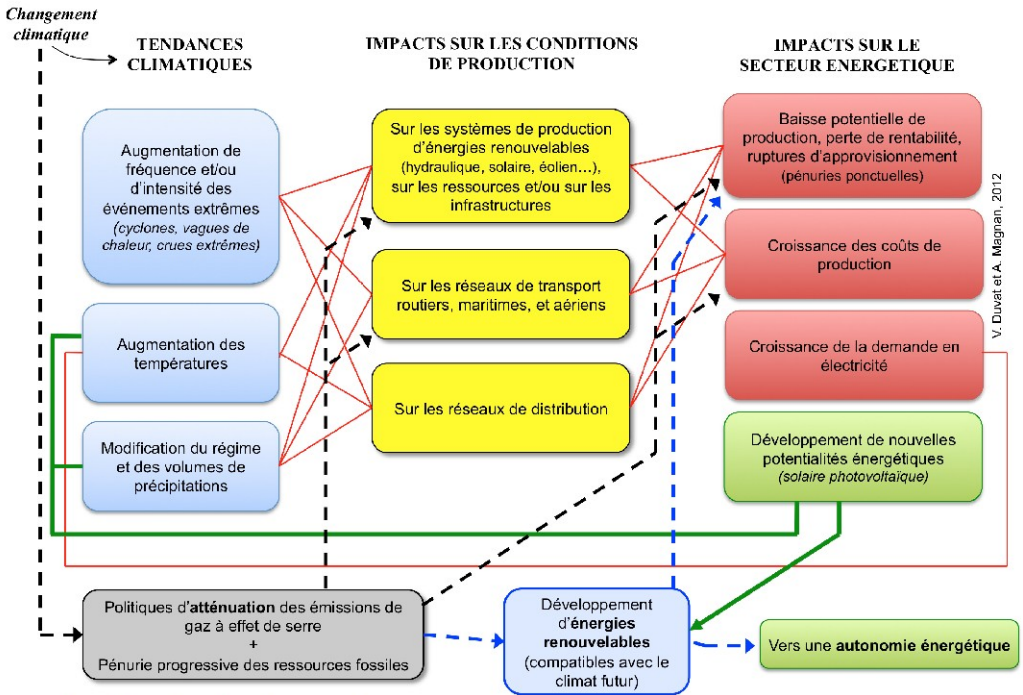 Changement
climatique
TENDANCES
CLIMATIQUES
IMPACTS SUR LES CONDITIONS
DE PRODUCTION
IMPACTS SUR LE
SECTEUR ENERGETIQUE
Augmentation de
fréquence et/ou
d'intensité des
événements extrêmes
(cyclones, vagues de
chaleur, crues extrêmes)
Augmentation des
températures
Modification du régime
et des volumes de
précipitations
Sur les systèmes de production
d'énergies renouvelables
(hydraulique, solaire, éolien…),
sur les ressources et/ou sur les
infrastructures
Sur les réseaux de transport
routiers, maritimes, et aériens
Sur les réseaux de distribution
Baisse potentielle de
production, perte de rentabilité,
ruptures d'approvisionnement
(pénuries ponctuelles)
Croissance des coûts de
production
Croissance de la demande en
électricité
Développement de nouvelles
potentialités énergétiques
(solaire photovoltaïque)
V. Duvat et A. Magnan, 2012
Politiques d'atténuation des émissions de
gaz à effet de serre
+
Pénurie progressive des ressources fossiles
Développement
d'énergies
renouvelables
(compatibles avec le
climat futur)
Vers une autonomie énergétique